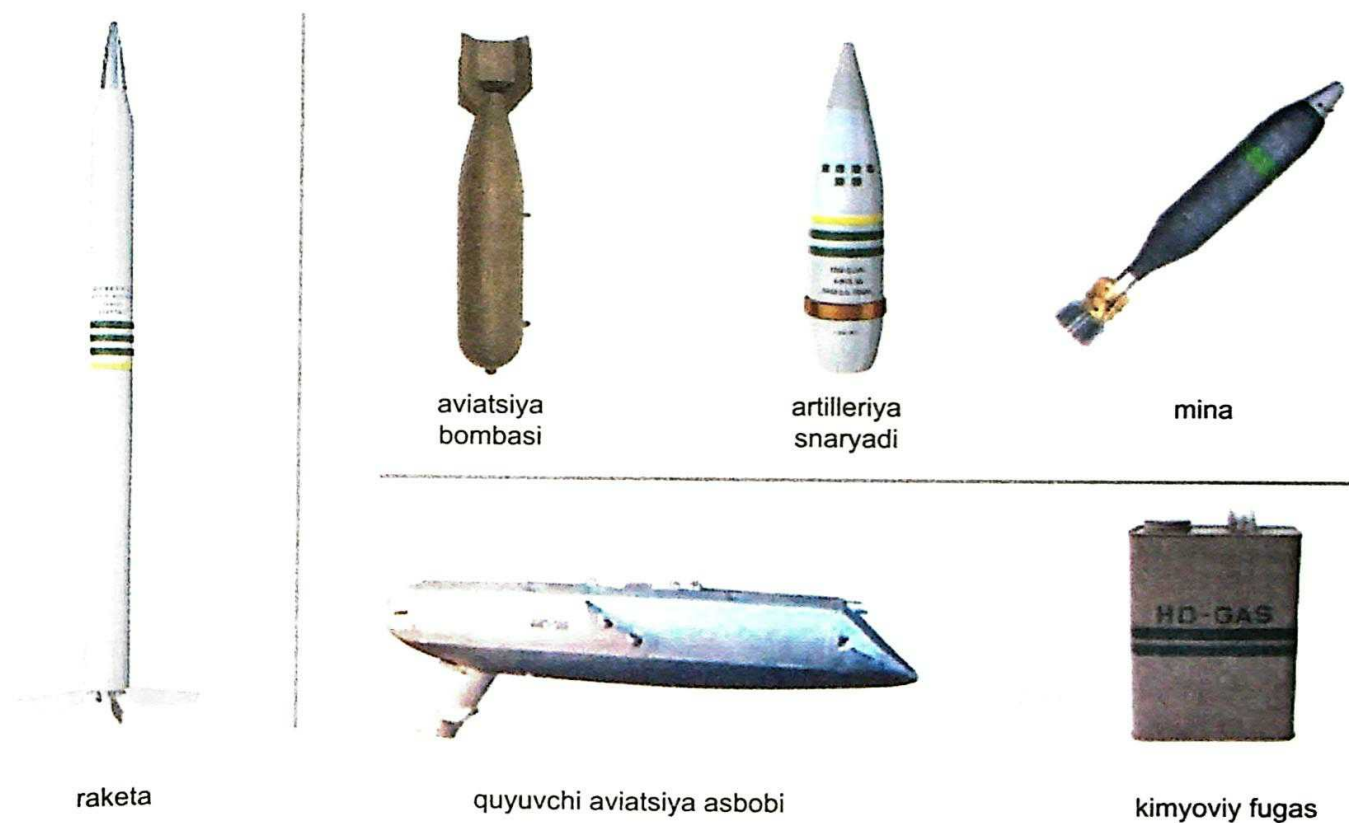 aviatsiya
bombasi
artilleriya
snaryadi
mina
HD-GAS
raketa
quyuvchi aviatsiya asbobi
kimyoviy fugas